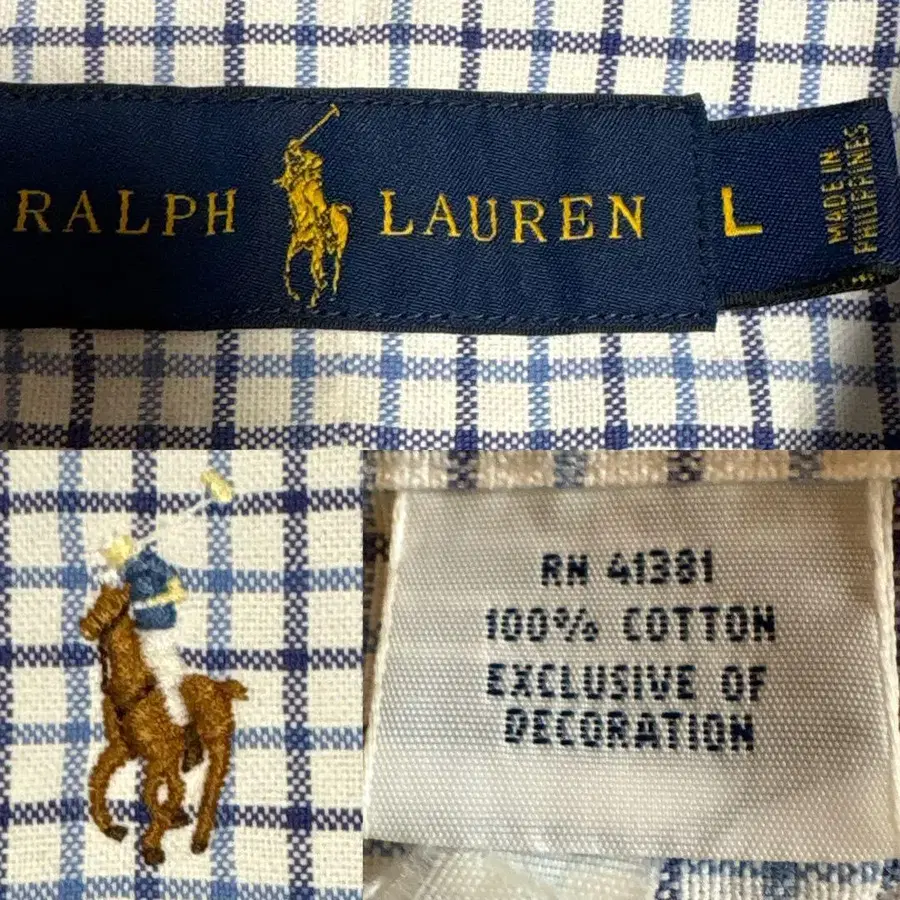 RALPH LAUREN
L
MADE IN
PHILIPPINES
RN 41381
100% COTTON
EXCLUSIVE OF
DECORATION